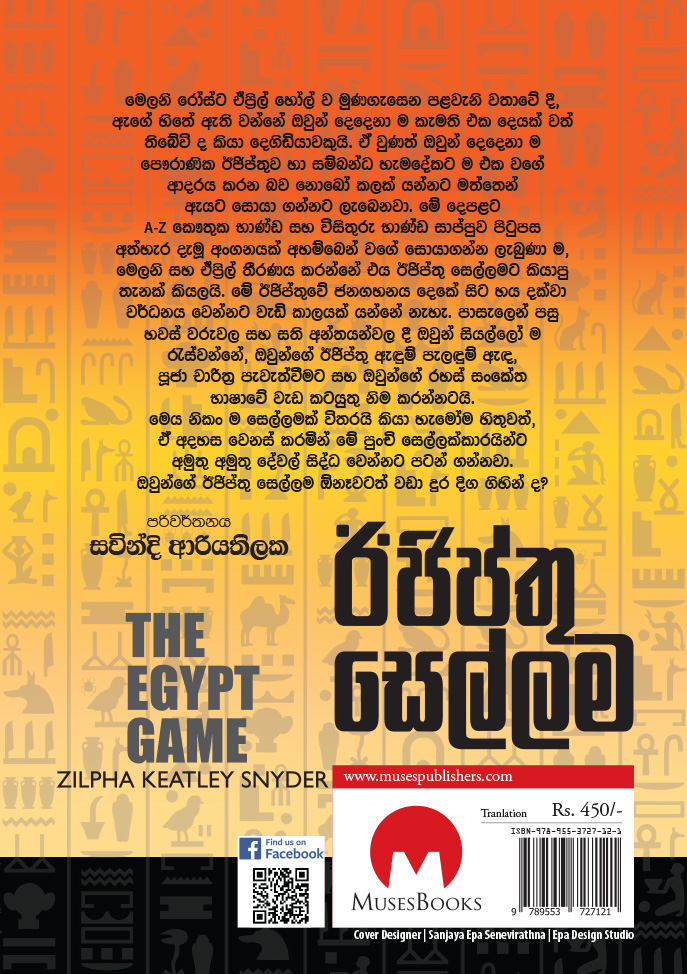 මෙලනි රෝස්ට ඒප්‍රිල් හෝල් ව මුණගැසෙන පළවැනි වතාවේ දී,
ඇගේ හිතේ ඇති වන්නේ ඔවුන් දෙදෙනා ම කැමති එක දෙයක් වත්
තිබේවි ද කියා දෙගිඩියාවකුයි. ඒ වුණත් ඔවුන් දෙදෙනා ම
පෞරාණික ඊජිප්තුව හා සම්බන්ධ හැමදේකට ම එක වගේ
ආදරය කරන බව නොබෝ කලක් යන්නට මත්තෙන්
ඇයට සොයා ගන්නට ලැබෙනවා. මේ දෙපළට
A-Z කෞතුක භාණ්ඩ සහ විසිතුරු භාණ්ඩ සාප්පුව පිටුපස
අත්හැර දැමූ අංගනයක් අහම්බෙන් වගේ සොයාගන්න ලැබුණා ම,
මෙලනි සහ ඒප්‍රිල් තීරණය කරන්නේ එය ඊජිප්තු සෙල්ලමට කියාපු
තැනක් කියලයි. මේ ඊජිප්තුවේ ජනගහනය දෙකේ සිට හය දක්වා
වර්ධනය වෙන්නට වැඩි කාලයක් යන්නේ නැහැ. පාසැලෙන් පසු
හවස් වරුවල සහ සති අන්තයන්වල දී ඔවුන් සියල්ලෝ ම
රැස්වන්නේ, ඔවුන්ගේ ඊජිප්තු ඇඳුම් පැලඳුම් ඇඳ,
පූජා චාරිත්‍ර පැවැත්වීමට සහ ඔවුන්ගේ රහස් සංකේත
භාෂාවේ වැඩ කටයුතු නිම කරන්නටයි.
මෙය නිකං ම සෙල්ලමක් විතරයි කියා හැමෝම හිතුවත්,
ඒ අදහස වෙනස් කරමින් මේ පුංචි සෙල්ලක්කාරයින්ට
අමුතු අමුතු දේවල් සිද්ධ වෙන්නට පටන් ගන්නවා.
ඔවුන්ගේ ඊජිප්තු සෙල්ලම ඕනෑවටත් වඩා දුර දිග ගිහින් ද?
පරිවර්තනය
සචින්දි ආරියතිලක
ඊජිප්තු
සෙල්ලම
THE
EGYPT
GAME
ZILPHA KEATLEY SNYDER
www.musespublishers.com
Tranlation Rs. 450/-
ISBN-978-955-3727-12-1
9 789553 727121
MUSESBOOKS
Find us on
Facebook
Cover Designer | Sanjaya Epa Senevirathna | Epa Design Studio